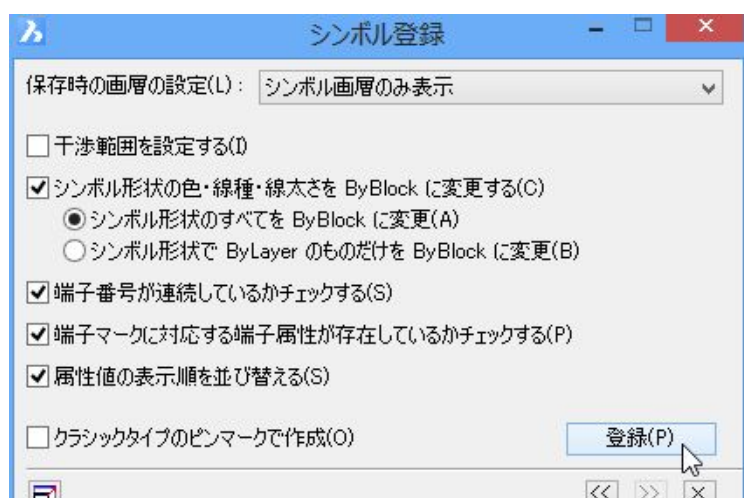 シンボル登録
保存時の画層の設定(L): シンボル画層のみ表示
干渉範囲を設定する(I)
シンボル形状の色・線種・線太さを ByBlock に変更する(C)
シンボル形状のすべてを ByBlock に変更(A)
シンボル形状で ByLayer のものだけを ByBlock に変更(B)
端子番号が連続しているかチェックする(S)
端子マークに対応する端子属性が存在しているかチェックする(P)
属性値の表示順を並び替える(S)
クラシックタイプのピンマークで作成(O) 登録(P)